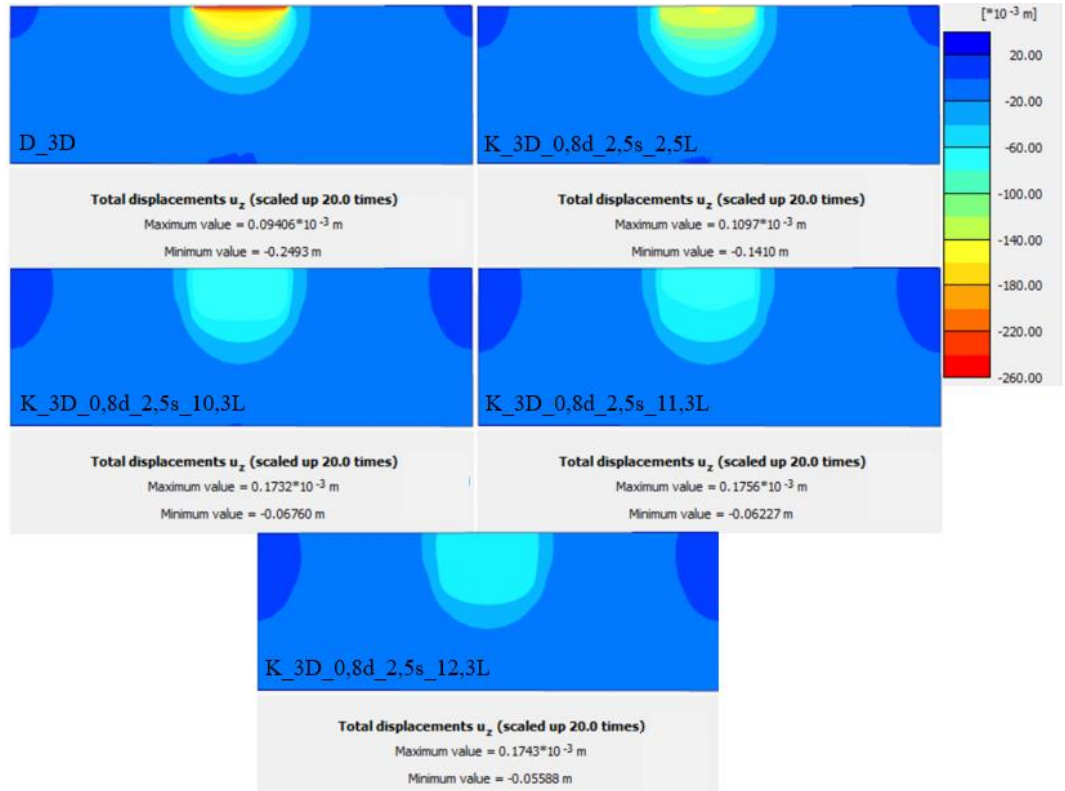 [*10 -3 m]
20.00
-20.00
-60.00
-100.00
-140.00
-180.00
-220.00
-260.00
D_3D
Total displacements uz (scaled up 20.0 times)
Maximum value = 0.09406*10 -3 m
Minimum value = -0.2493 m
K_3D_0,8d_2,5s_2,5L
Total displacements uz (scaled up 20.0 times)
Maximum value = 0.1097*10 -3 m
Minimum value = -0.1410 m
K_3D_0,8d_2,5s_10,3L
Total displacements uz (scaled up 20.0 times)
Maximum value = 0.1732*10 -3 m
Minimum value = -0.06760 m
K_3D_0,8d_2,5s_11,3L
Total displacements uz (scaled up 20.0 times)
Maximum value = 0.1756*10 -3 m
Minimum value = -0.06227 m
K_3D_0,8d_2,5s_12,3L
Total displacements uz (scaled up 20.0 times)
Maximum value = 0.1743*10 -3 m
Minimum value = -0.05588 m